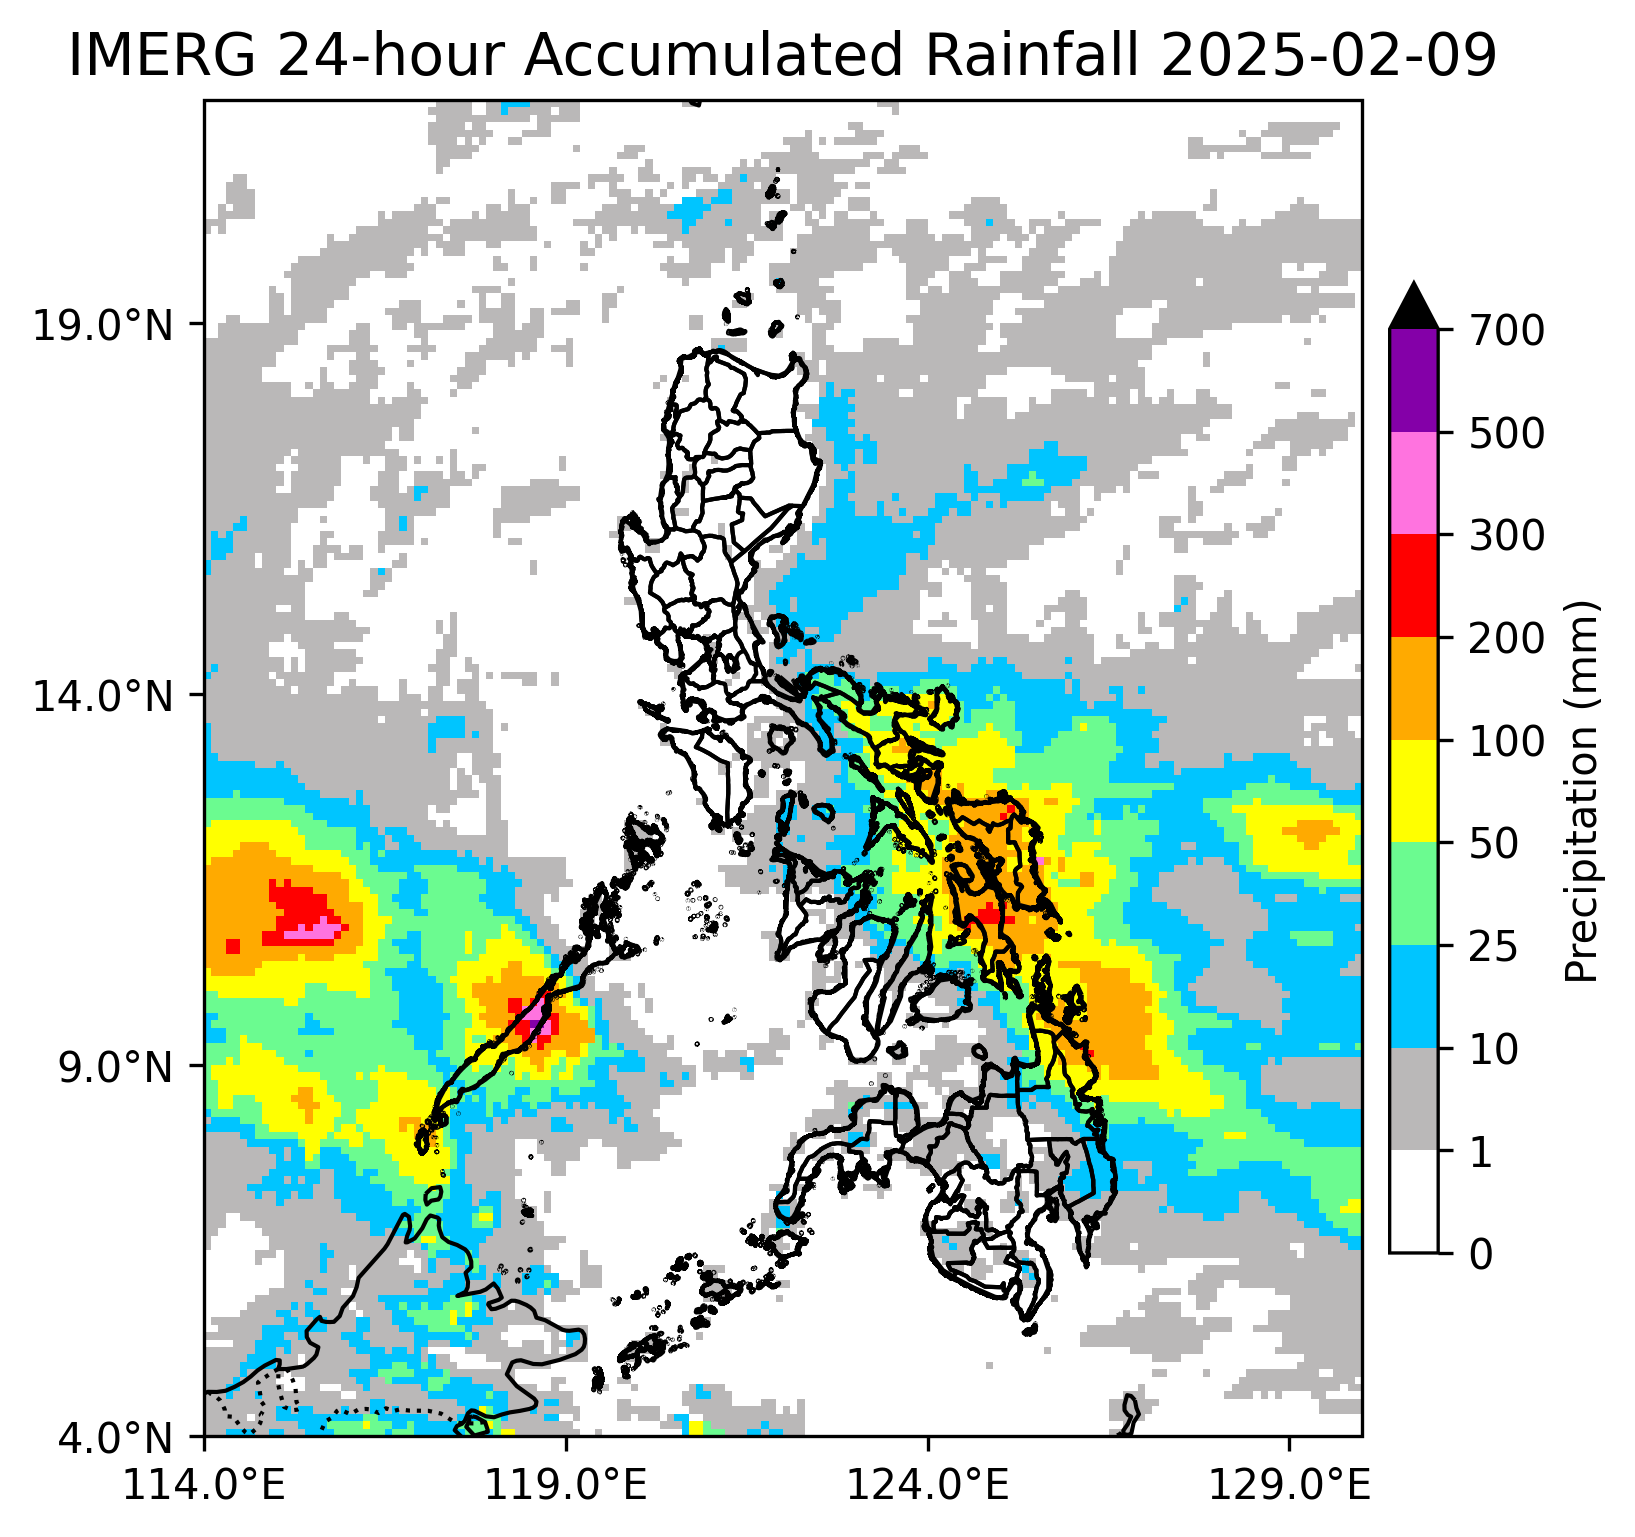 IMERG 24-hour Accumulated Rainfall 2025-02-09
19.0°N
14.0°N
9.0°N
4.0°N
114.0°E
119.0°E
124.0°E
129.0°E
700
500
300
200
100
50
25
10
1
0
Precipitation (mm)